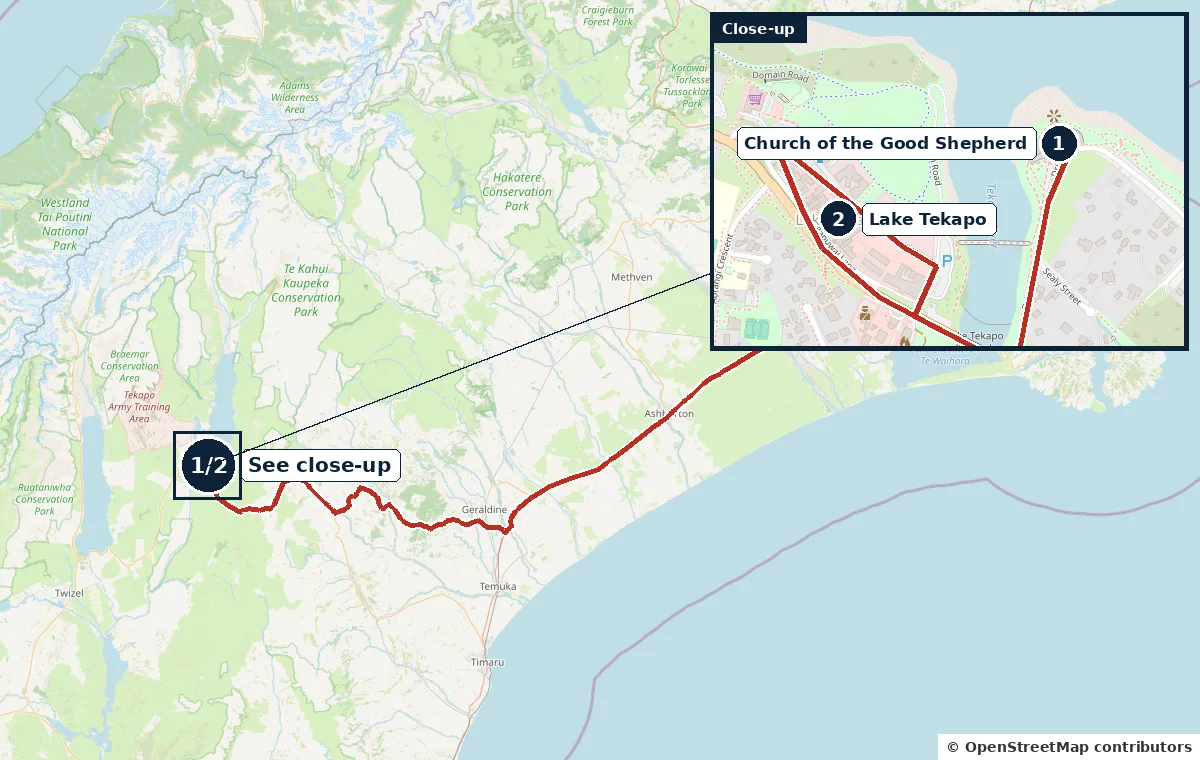 Craigieburn
Forest Park
Adams
Wilderness
Area
Korowai
Torlesse
Tussocklands
Park
Hakatere
Conservation
Park
Westland
Tai Poutini
National
Park
Te Kahui
Kaupeka
Conservation
Park
Methven
Braemar
Conservation
Area
Tekapo
Army Training
Area
Ashburton
Te Waihora
1/2
See close-up
Ruataniwha
Conservation
Park
Geraldine
Temuka
Twizel
Timaru
Close-up
Domain Road
Church of the Good Shepherd
1
Road
2
Lake Tekapo
P
Crescent
Sealy Street
Tekapo
© OpenStreetMap contributors